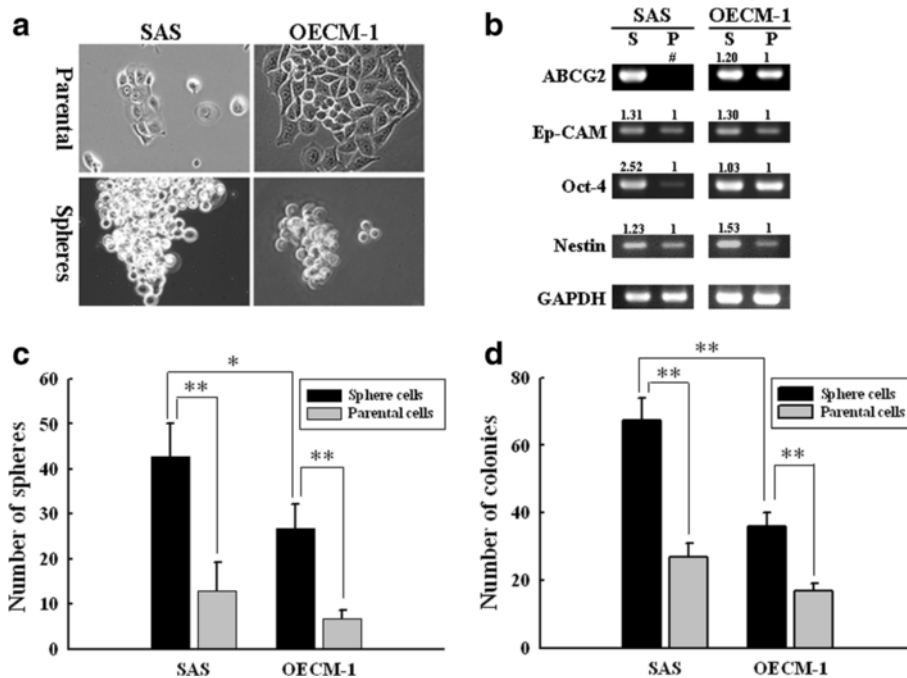 a
SAS OECM-1
Parental
Spheres
b
SAS OECM-1
S P S P
# 1.20 1
ABCG2
1.31 1 1.30 1
Ep-CAM
2.52 1 1.03 1
Oct-4
1.23 1 1.53 1
Nestin
GAPDH
c
Number of spheres
60
50
40
30
20
10
0
*
**
**
Sphere cells
Parental cells
SAS OECM-1
d
Number of colonies
80
60
40
20
0
**
**
**
Sphere cells
Parental cells
SAS OECM-1